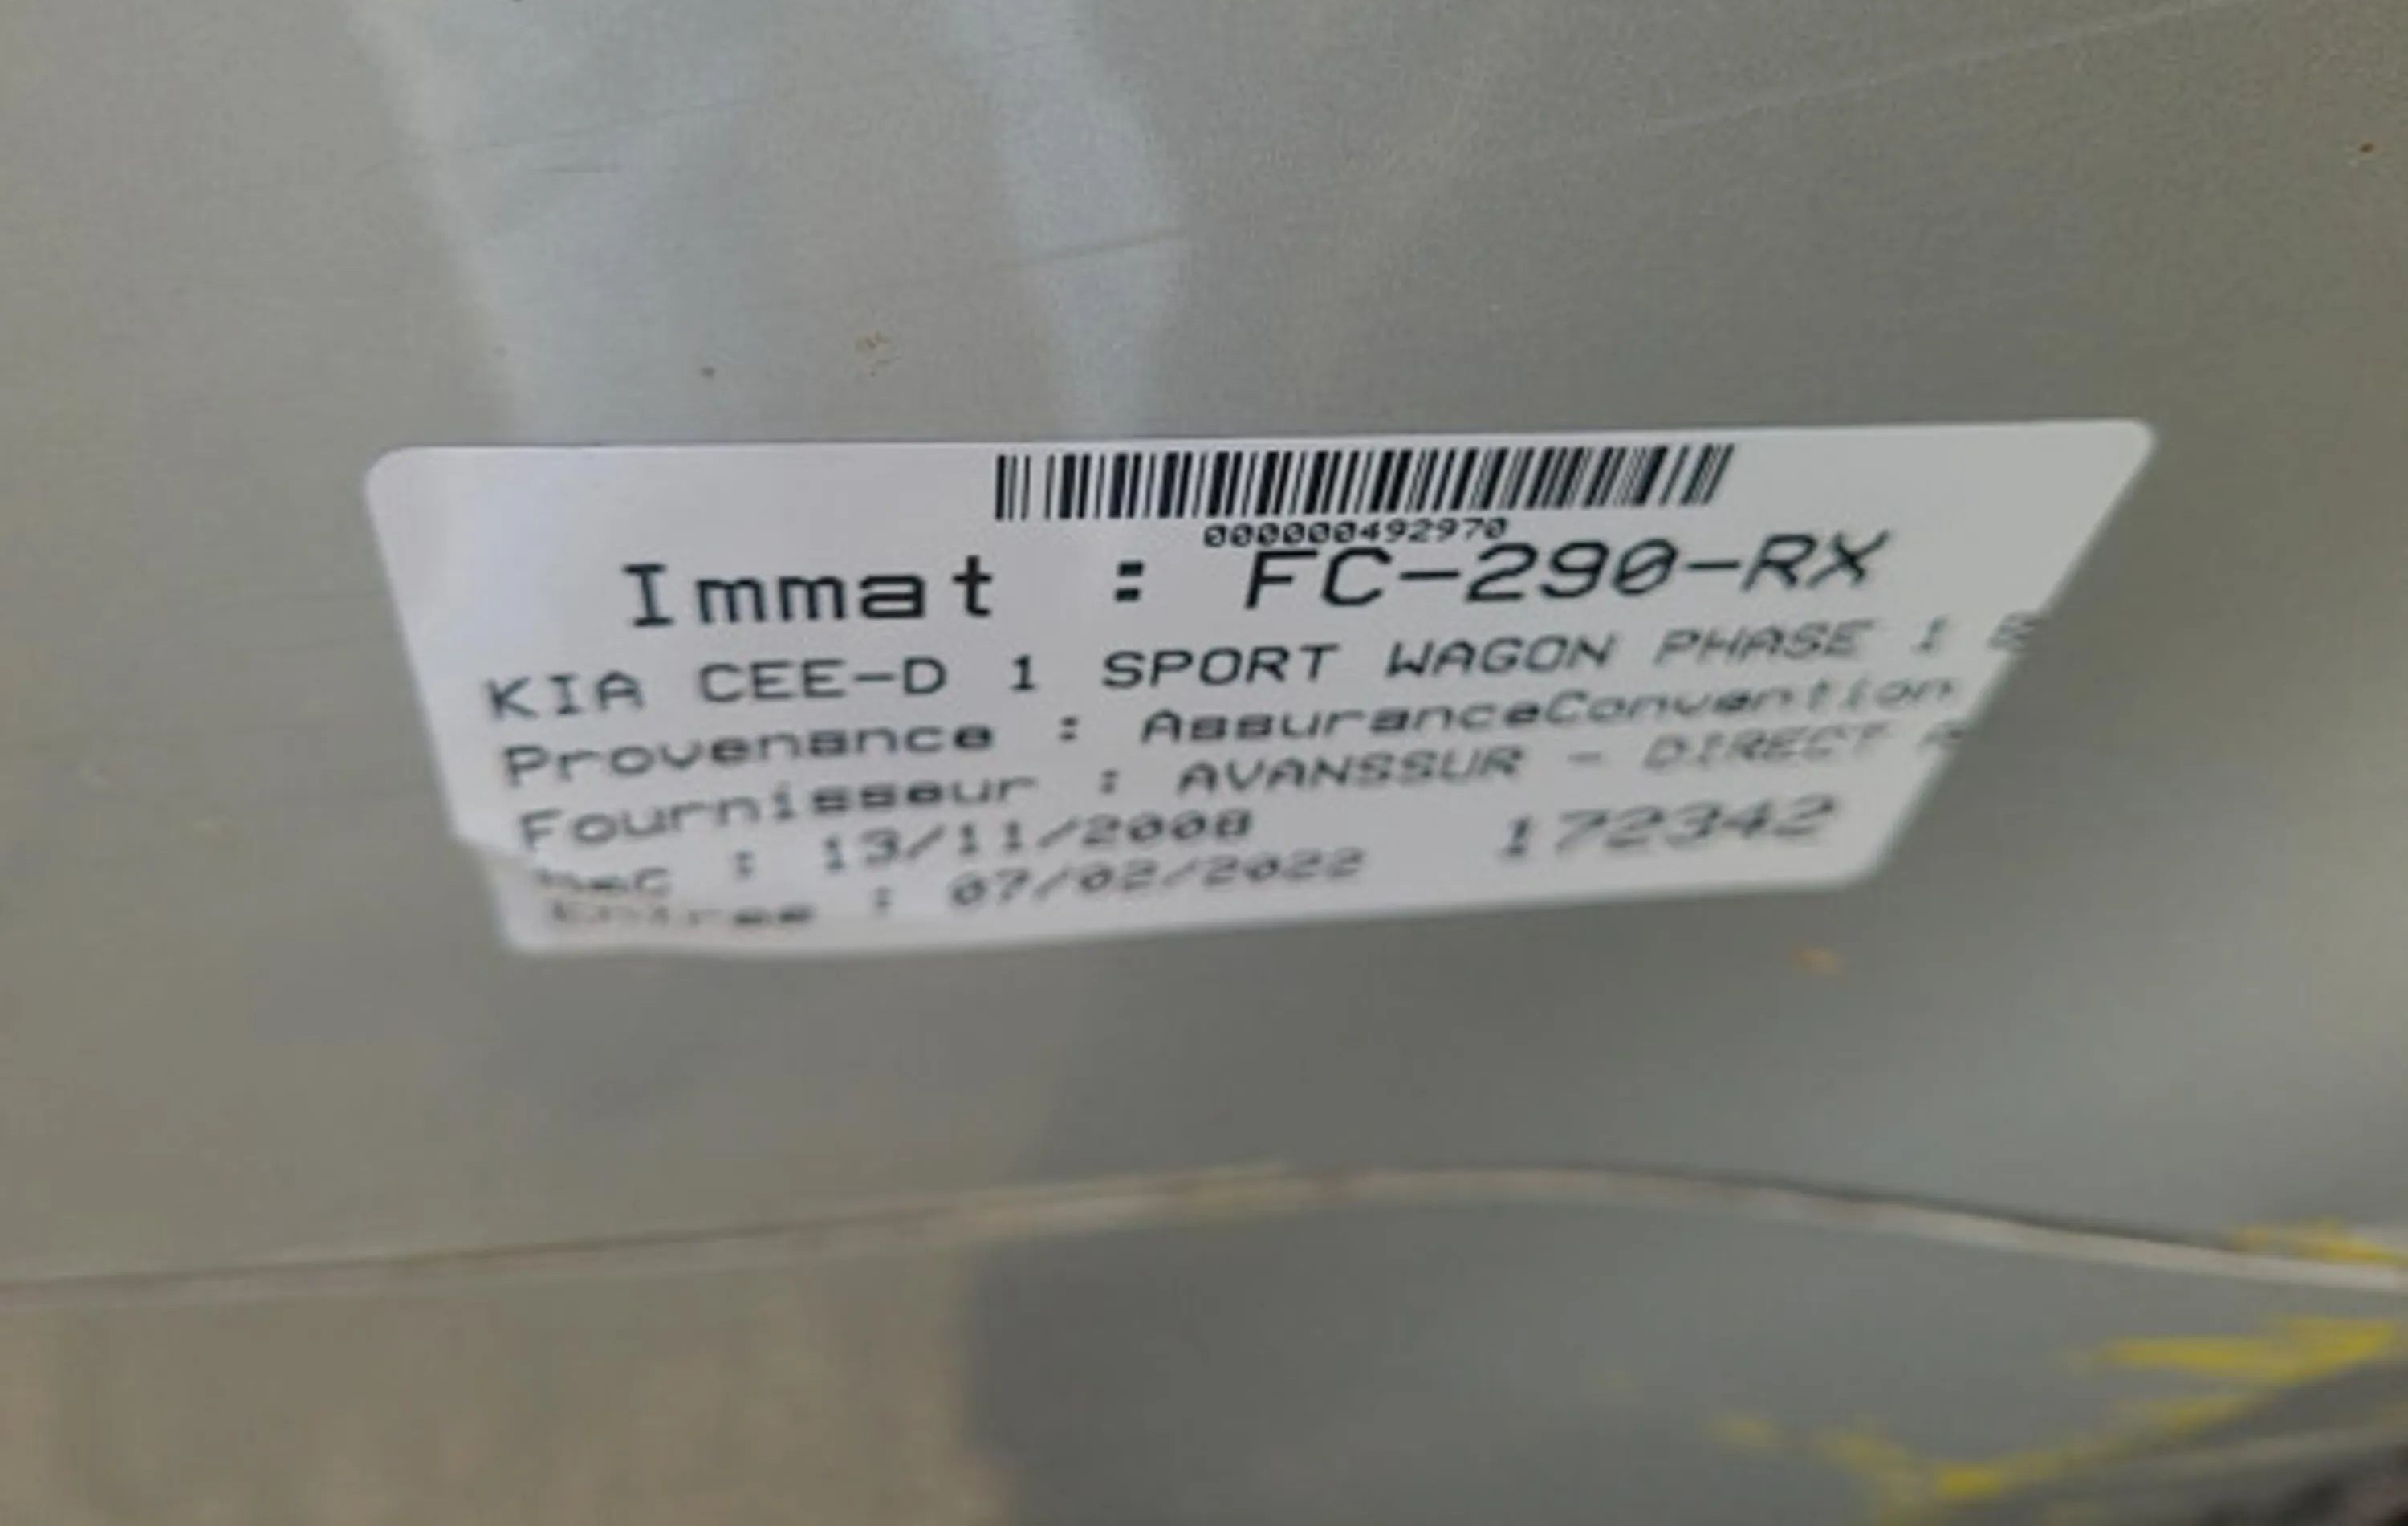 000000492970
Immat : FC-290-RX
KIA CEE-D 1 SPORT WAGON PHASE 1
Provenance : AssuranceConvention
Fournisseur : AVANSSUR - DIRECT
MeC : 13/11/2008
172342
Entree : 07/02/2022